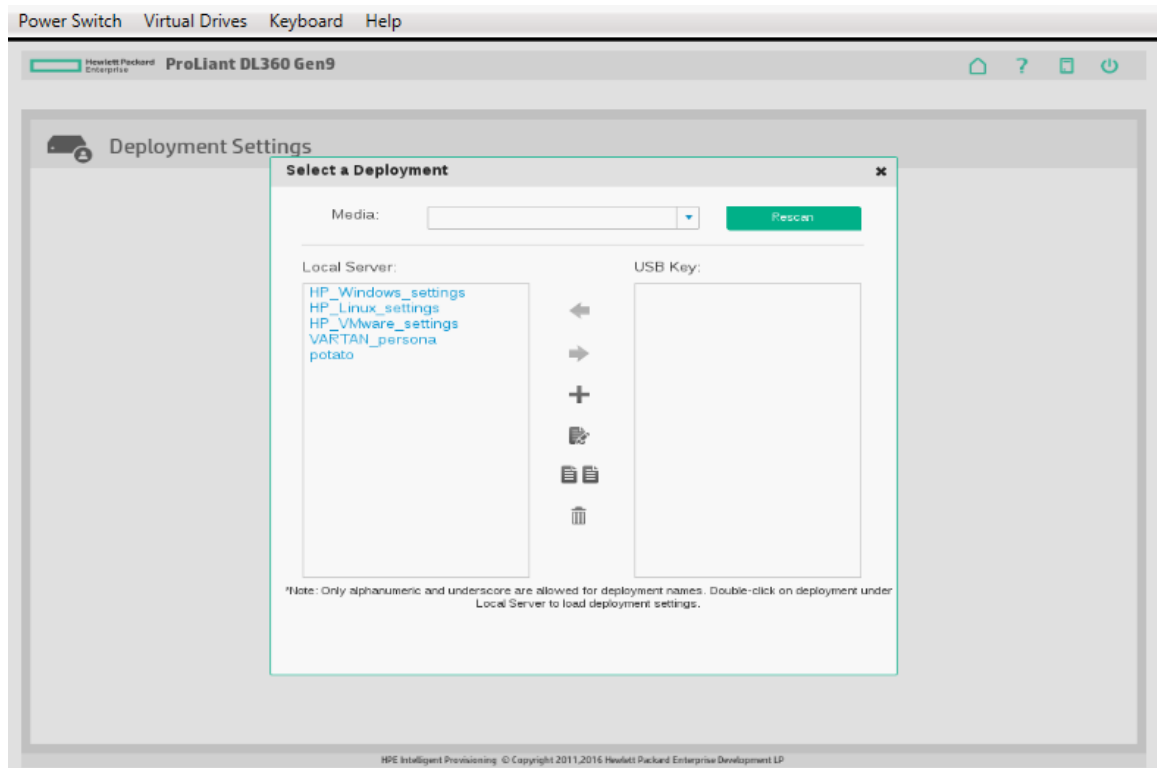 Power Switch Virtual Drives Keyboard Help
Hewlett Packard
Enterprise
ProLiant DL360 Gen9
?
Deployment Settings
Select a Deployment
Media:
Rescan
Local Server:
USB Key:
HP_Windows_settings
HP_Linux_settings
HP_VMware_settings
VARTAN_persona
potato
*Note: Only alphanumeric and underscore are allowed for deployment names. Double-click on deployment under
Local Server to load deployment settings.
HPE Intelligent Provisioning © Copyright 2011,2016 Hewlett Packard Enterprise Development LP